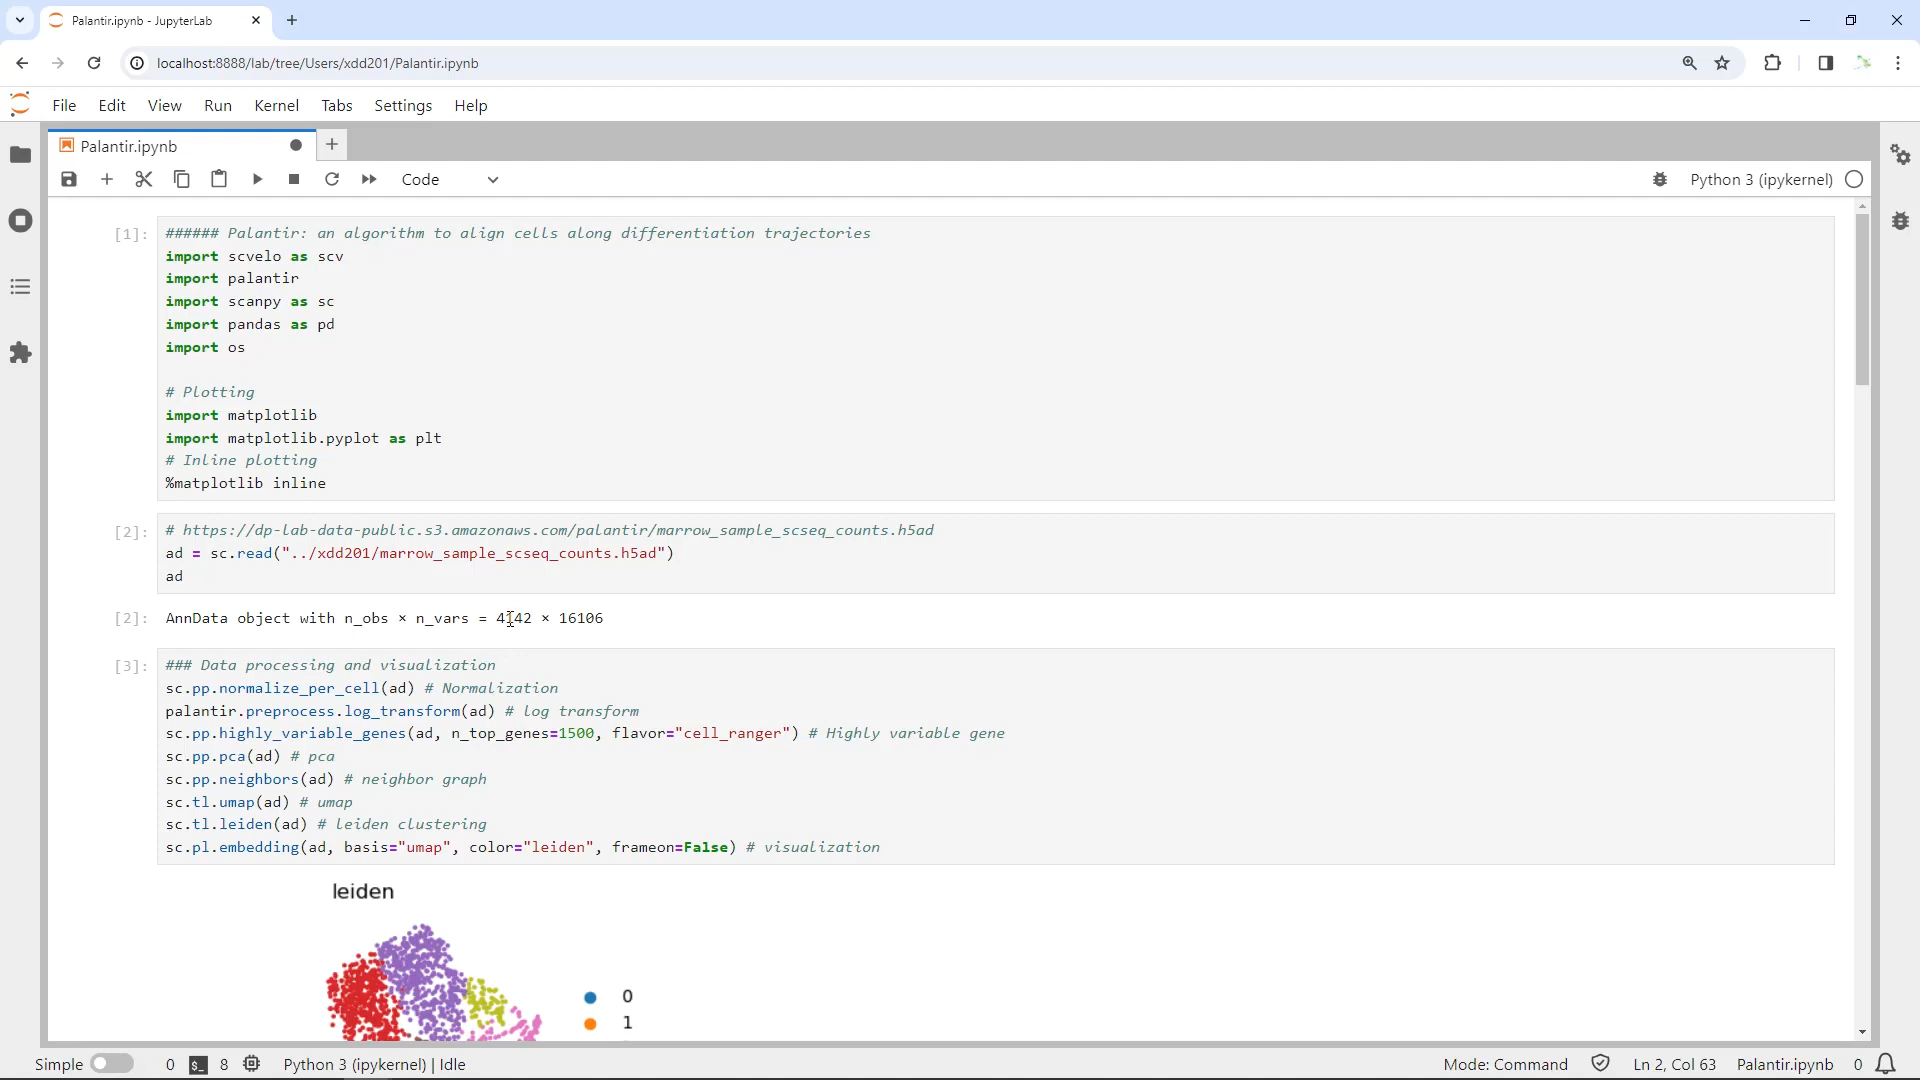 Palantir.ipynb - JupyterLab
localhost:8888/lab/tree/Users/xdd201/Palantir.ipynb
File Edit View Run Kernel Tabs Settings Help
Palantir.ipynb
Code
Python 3 (ipykernel)
[1]: ###### Palantir: an algorithm to align cells along differentiation trajectories
import scvelo as scv
import palantir
import scanpy as sc
import pandas as pd
import os
# Plotting
import matplotlib
import matplotlib.pyplot as plt
# Inline plotting
%matplotlib inline
[2]: # https://dp-lab-data-public.s3.amazonaws.com/palantir/marrow_sample_scseq_counts.h5ad
ad = sc.read("../xdd201/marrow_sample_scseq_counts.h5ad")
ad
[2]: AnnData object with n_obs × n_vars = 4142 × 16106
[3]: ### Data processing and visualization
sc.pp.normalize_per_cell(ad) # Normalization
palantir.preprocess.log_transform(ad) # log transform
sc.pp.highly_variable_genes(ad, n_top_genes=1500, flavor="cell_ranger") # Highly variable gene
sc.pp.pca(ad) # pca
sc.pp.neighbors(ad) # neighbor graph
sc.tl.umap(ad) # umap
sc.tl.leiden(ad) # leiden clustering
sc.pl.embedding(ad, basis="umap", color="leiden", frameon=False) # visualization
leiden
0
1
Simple 0 $_ 8 Python 3 (ipykernel) | Idle Mode: Command Ln 2, Col 63 Palantir.ipynb 0